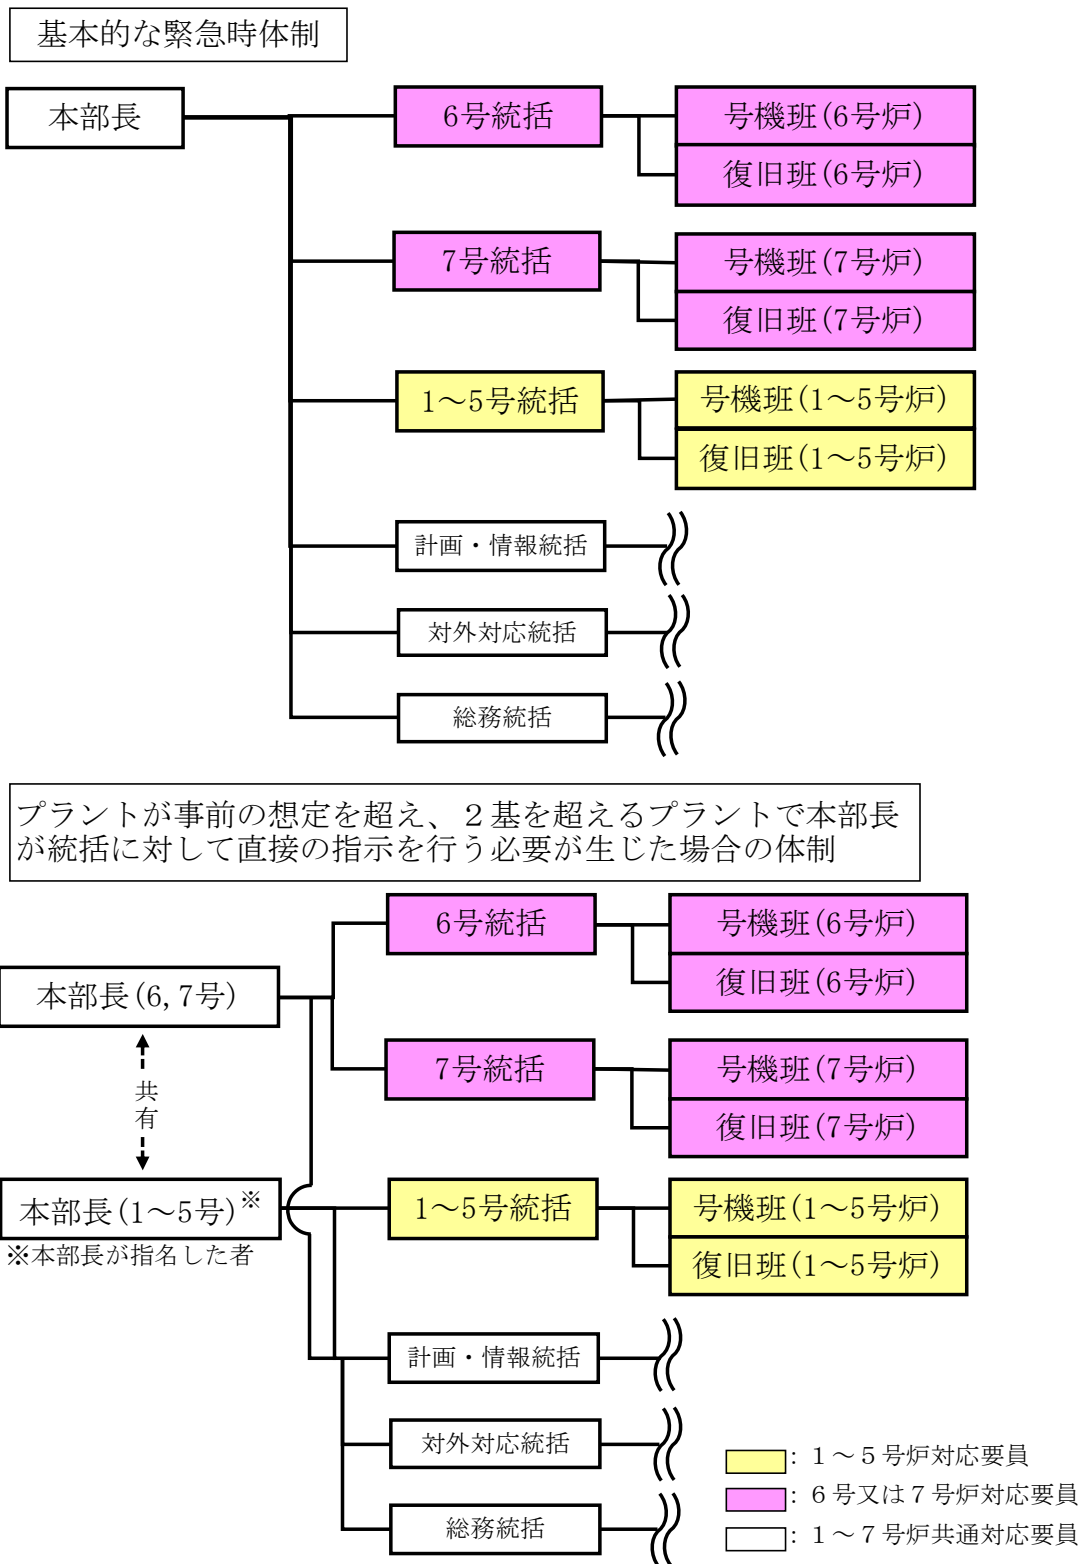 基本的な緊急時体制
本部長
6号統括
号機班(6号炉)
復旧班(6号炉)
7号統括
号機班(7号炉)
復旧班(7号炉)
1～5号統括
号機班(1～5号炉)
復旧班(1～5号炉)
計画・情報統括
対外対応統括
総務統括
プラントが事前の想定を超え、２基を超えるプラントで本部長
が統括に対して直接の指示を行う必要が生じた場合の体制
6号統括
号機班(6号炉)
復旧班(6号炉)
本部長(6,7号)
7号統括
号機班(7号炉)
復旧班(7号炉)
共有
本部長(1～5号)※
※本部長が指名した者
1～5号統括
号機班(1～5号炉)
復旧班(1～5号炉)
計画・情報統括
対外対応統括
総務統括
：１～５号炉対応要員
：６号又は７号炉対応要員
：１～７号炉共通対応要員